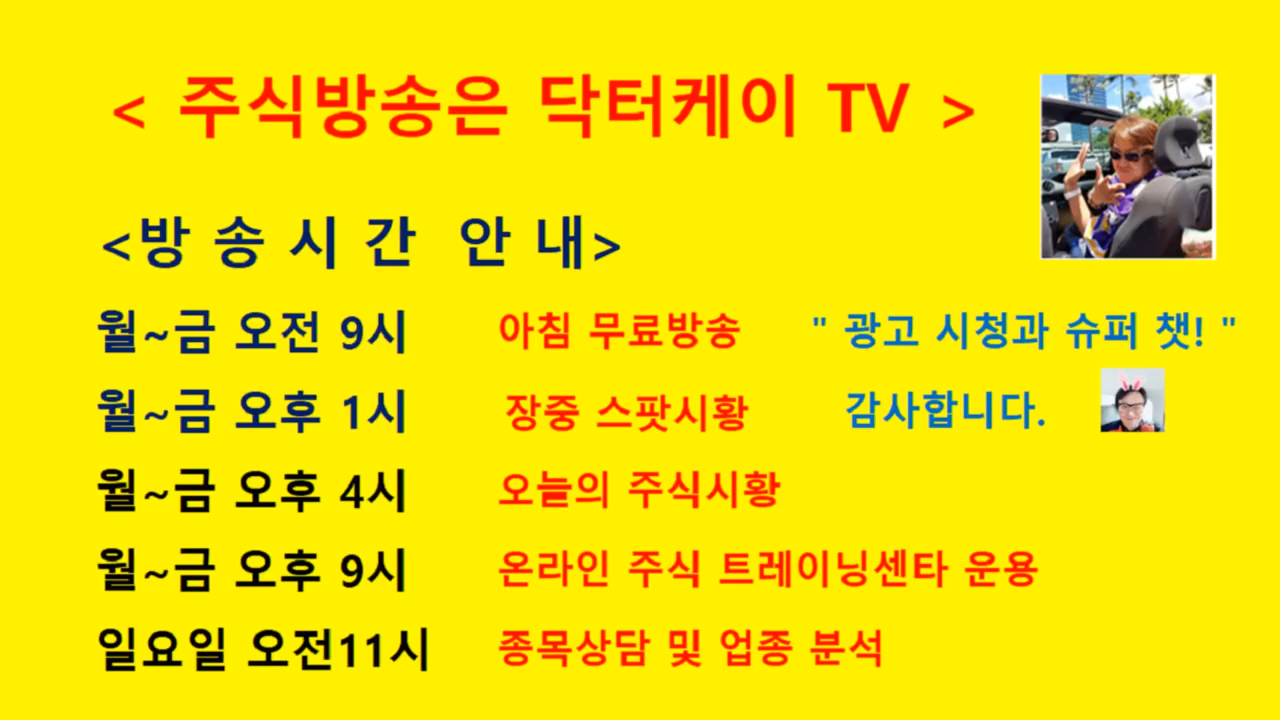 < 주식방송은 닥터케이 TV >
<방 송 시 간 안 내>
월~금 오전 9시 아침 무료방송 " 광고 시청과 슈퍼 챗! "
월~금 오후 1시 장중 스팟시황 감사합니다.
월~금 오후 4시 오늘의 주식시황
월~금 오후 9시 온라인 주식 트레이닝센타 운용
일요일 오전11시 종목상담 및 업종 분석